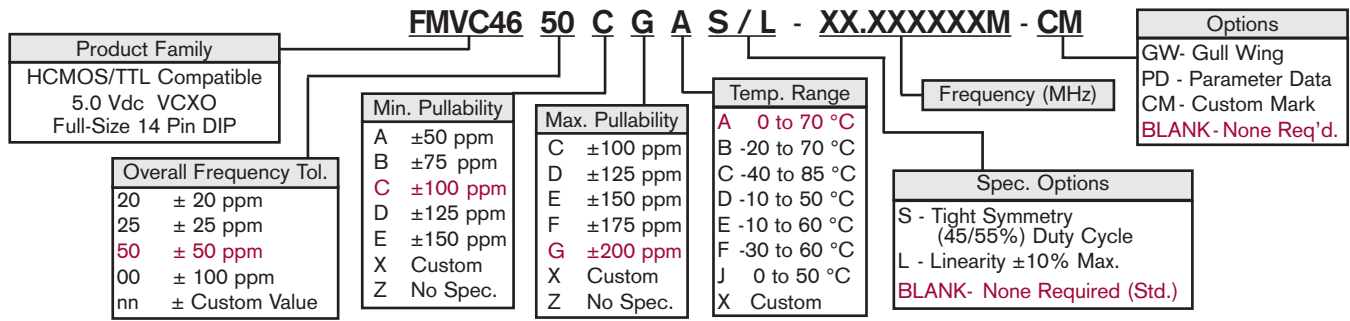 FMVC46 50 C G A S / L - XX.XXXXXXM - CM
Product Family
HCMOS/TTL Compatible
5.0 Vdc VCXO
Full-Size 14 Pin DIP
Overall Frequency Tol.
20 ± 20 ppm
25 ± 25 ppm
50 ± 50 ppm
00 ± 100 ppm
nn ± Custom Value
Min. Pullability
A ±50 ppm
B ±75 ppm
C ±100 ppm
D ±125 ppm
E ±150 ppm
X Custom
Z No Spec.
Max. Pullability
C ±100 ppm
D ±125 ppm
E ±150 ppm
F ±175 ppm
G ±200 ppm
X Custom
Z No Spec.
Temp. Range
A 0 to 70 °C
B -20 to 70 °C
C -40 to 85 °C
D -10 to 50 °C
E -10 to 60 °C
F -30 to 60 °C
J 0 to 50 °C
X Custom
Frequency (MHz)
Spec. Options
S - Tight Symmetry
(45/55%) Duty Cycle
L - Linearity ±10% Max.
BLANK- None Required (Std.)
Options
GW- Gull Wing
PD - Parameter Data
CM - Custom Mark
BLANK - None Req'd.